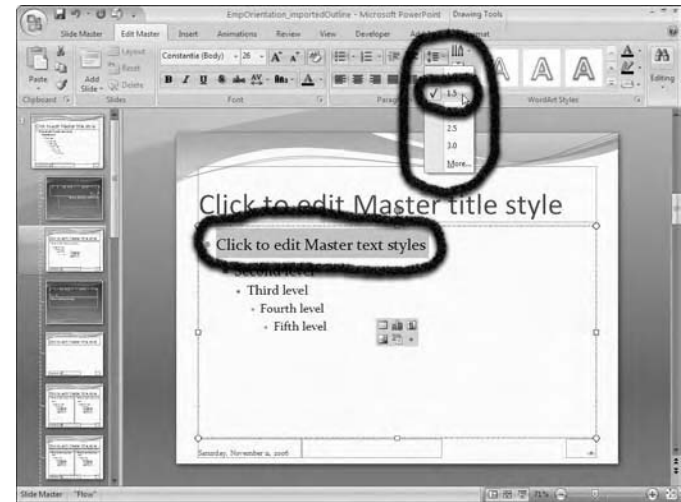 EmpOrientation_importedOutline - Microsoft PowerPoint
Drawing Tools
Slide Master
Edit Master
Insert
Animations
Review
View
Developer
Paste
Add
Slide
Layout
Reset
Delete
Constantia (Body)
26
Clipboard
Slides
Font
WordArt Styles
Editing
1.5
2.5
3.0
More...
Click to edit Master title style
Click to edit Master text styles
Second level
Third level
Fourth level
Fifth level
Saturday, November 11, 2006
Slide Master
"Flow"
71%